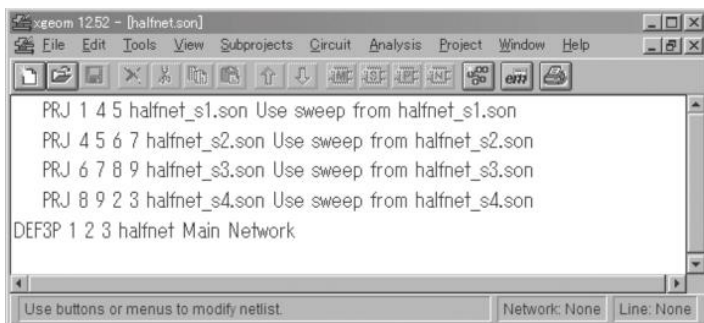 xgeom 12.52 - [halfnet.son]
File Edit Tools View Subprojects Circuit Analysis Project Window Help
em
PRJ 1 4 5 halfnet_s1.son Use sweep from halfnet_s1.son
PRJ 4 5 6 7 halfnet_s2.son Use sweep from halfnet_s2.son
PRJ 6 7 8 9 halfnet_s3.son Use sweep from halfnet_s3.son
PRJ 8 9 2 3 halfnet_s4.son Use sweep from halfnet_s4.son
DEF3P 1 2 3 halfnet Main Network
Use buttons or menus to modify netlist. Network: None Line: None